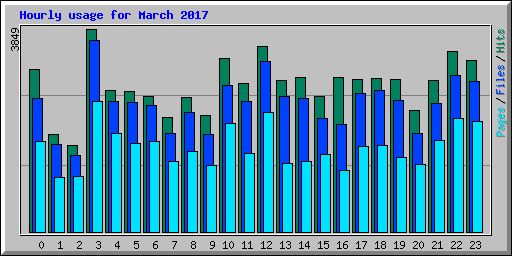 Hourly usage for March 2017
3849
Pages / Files / Hits
0 1 2 3 4 5 6 7 8 9 10 11 12 13 14 15 16 17 18 19 20 21 22 23